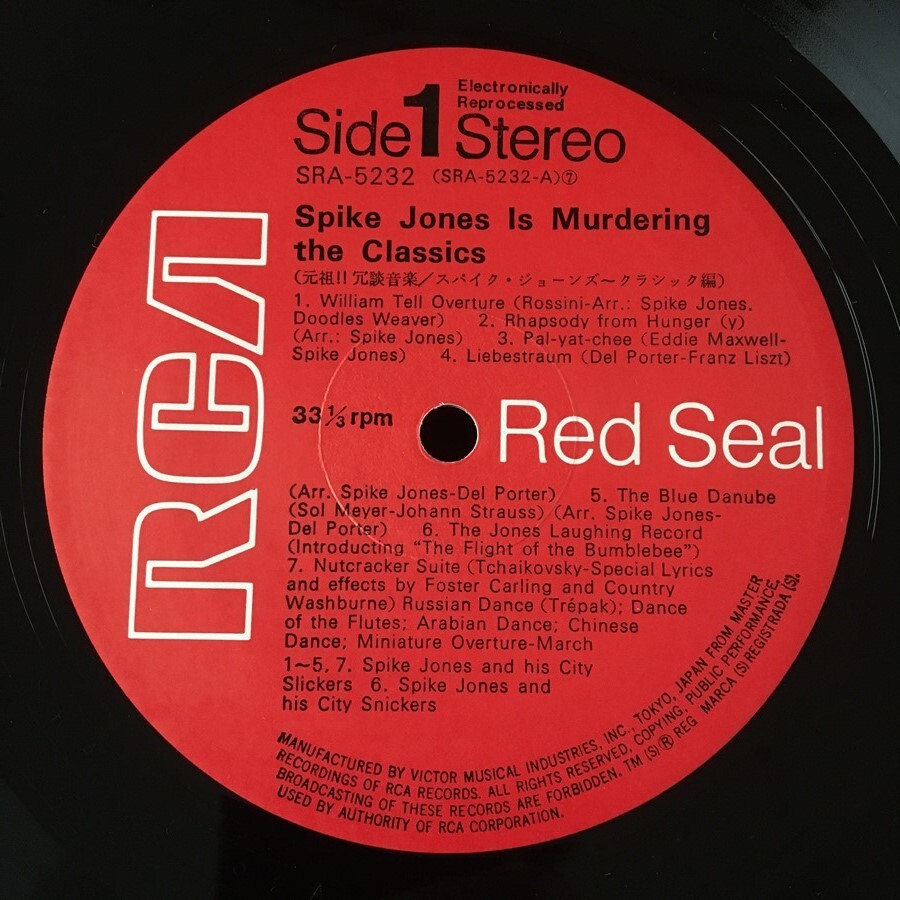 Electronically
Reprocessed
Side 1 Stereo
SRA-5232 (SRA-5232-A)⑦
Spike Jones Is Murdering
the Classics
(元祖!! 冗談音楽/スパイク・ジョーンズ〜クラシック編)
1. William Tell Overture (Rossini-Arr.: Spike Jones.
Doodles Weaver) 2. Rhapsody from Hunger (y)
(Arr.: Spike Jones) 3. Pal-yat-chee (Eddie Maxwell-
Spike Jones) 4. Liebestraum (Del Porter-Franz Liszt)
RCA
33 1/3 rpm
Red Seal
(Arr. Spike Jones-Del Porter) 5. The Blue Danube
(Sol Meyer-Johann Strauss) (Arr. Spike Jones-
Del Porter) 6. The Jones Laughing Record
(Introducting “The Flight of the Bumblebee”)
7. Nutcracker Suite (Tchaikovsky-Special Lyrics
and effects by Foster Carling and Country
Washburne) Russian Dance (Trépak); Dance
of the Flutes; Arabian Dance; Chinese
Dance; Miniature Overture-March
1~5, 7. Spike Jones and his City
Slickers 6. Spike Jones and
his City Snickers
MANUFACTURED BY VICTOR MUSICAL INDUSTRIES, INC., TOKYO, JAPAN FROM MASTER
RECORDINGS OF RCA RECORDS. ALL RIGHTS RESERVED, COPYING, PUBLIC PERFORMANCE,
BROADCASTING OF THESE RECORDS ARE FORBIDDEN. TM (S) ® REG MARCA (S) REGISTRADA (S).
USED BY AUTHORITY OF RCA CORPORATION.